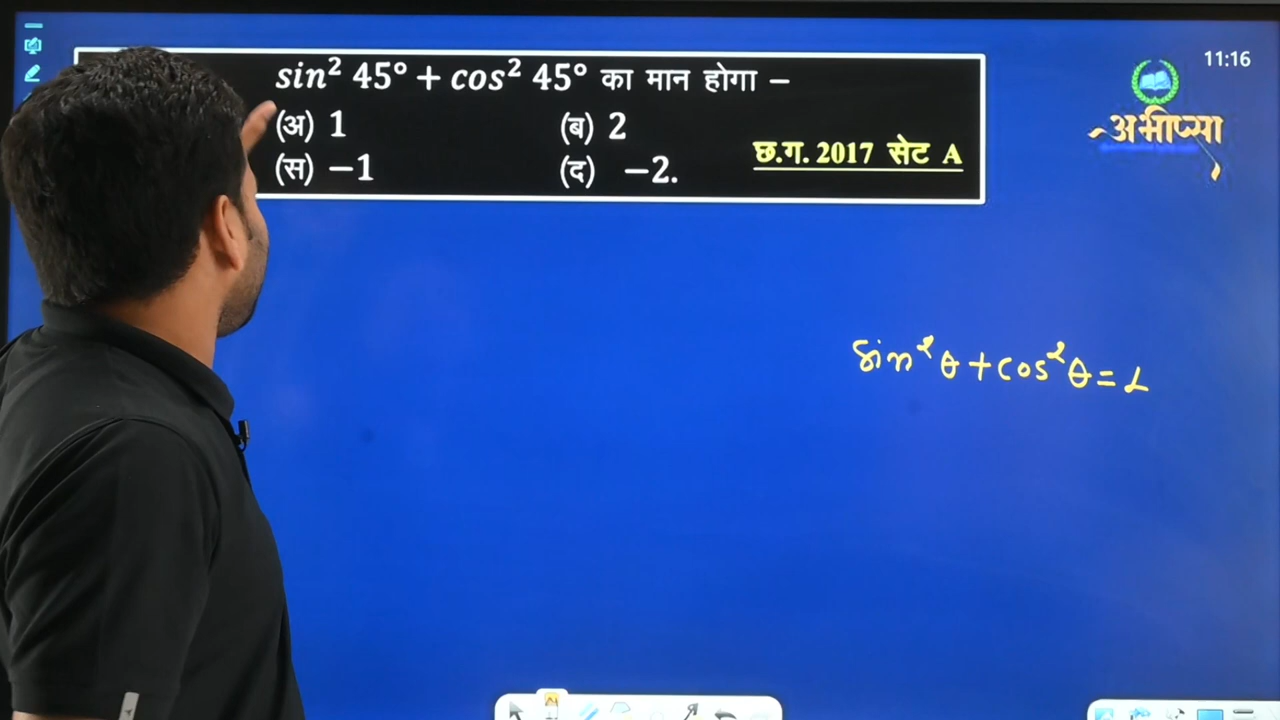 sin² 45° + cos² 45° का मान होगा −
(अ) 1 (ब) 2
(स) −1 (द) −2.
छ.ग. 2017 सेट A
11:16
अभीप्सा
sin²θ + cos²θ = 1